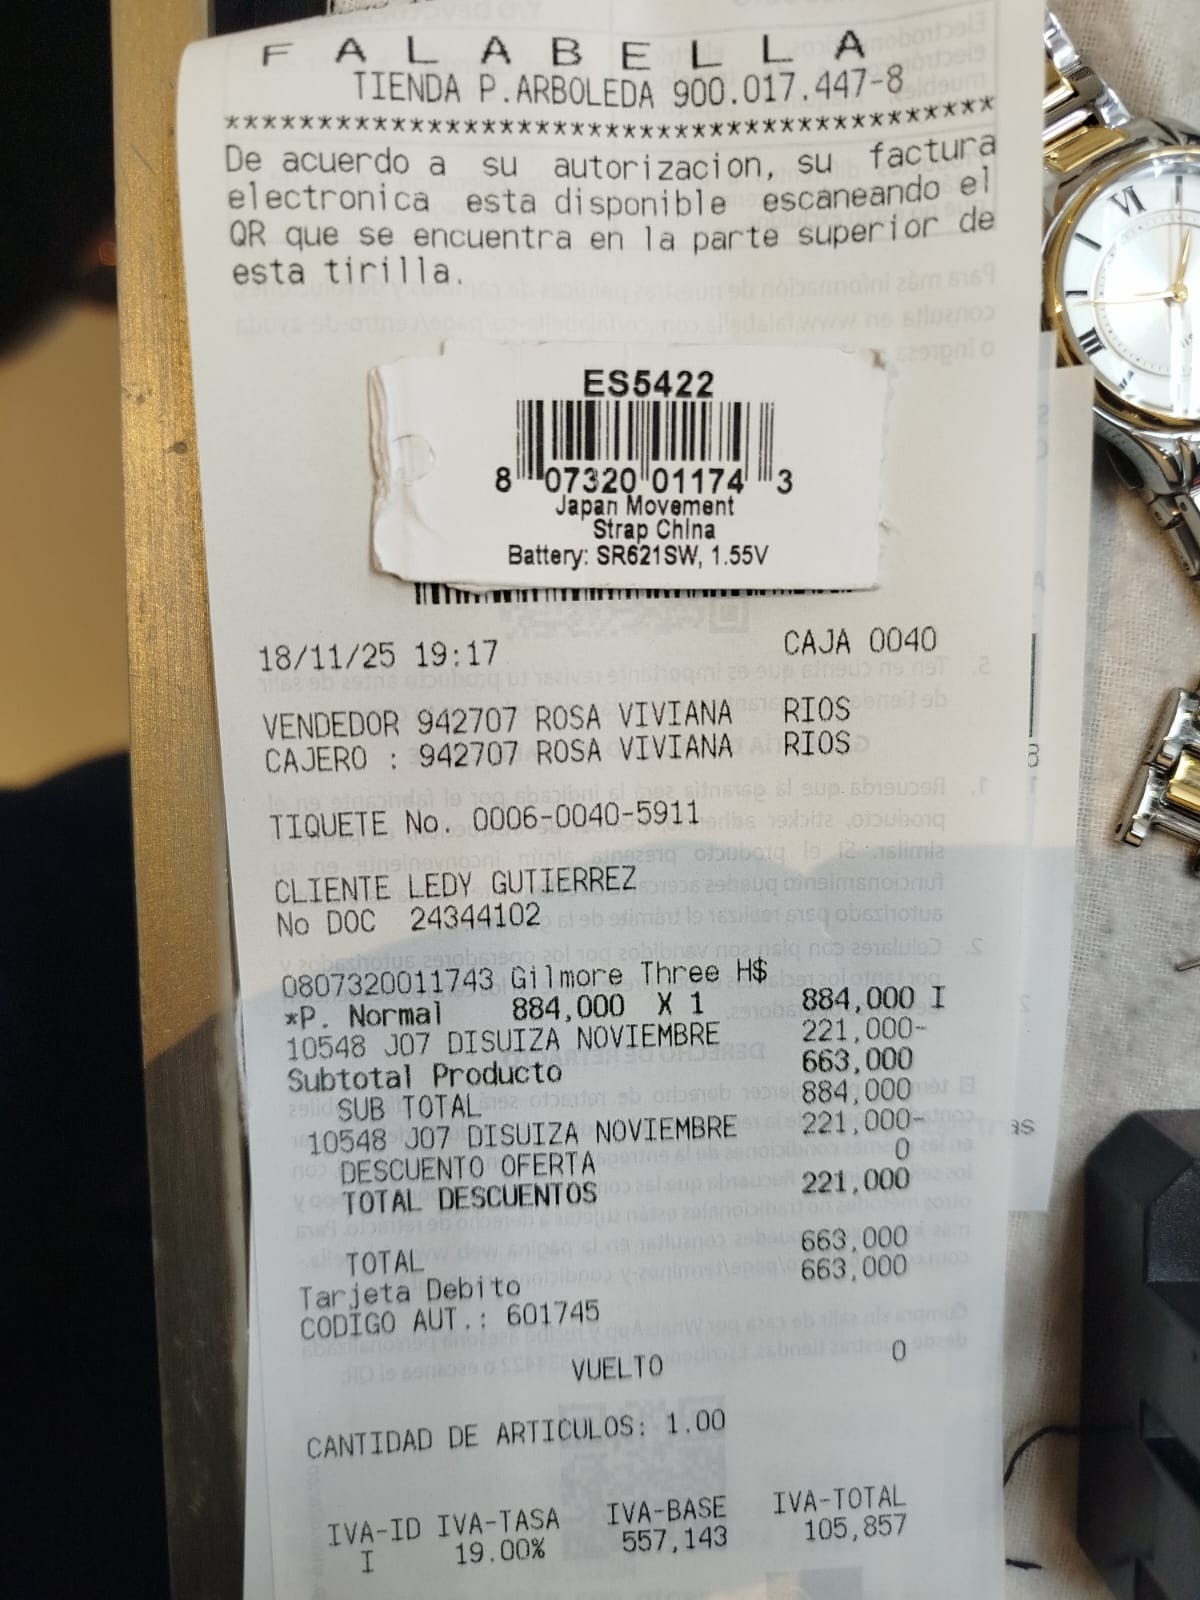 F A L A B E L L A
TIENDA P.ARBOLEDA 900.017.447-8
******************************************
De acuerdo a su autorizacion, su factura
electronica esta disponible escaneando el
QR que se encuentra en la parte superior de
esta tirilla.
ES5422
8 07320 01174 3
Japan Movement
Strap China
Battery: SR621SW, 1.55V
18/11/25 19:17 CAJA 0040
VENDEDOR 942707 ROSA VIVIANA RIOS
CAJERO : 942707 ROSA VIVIANA RIOS
TIQUETE No. 0006-0040-5911
CLIENTE LEDY GUTIERREZ
No DOC 24344102
0807320011743 Gilmore Three H$
*P. Normal 884,000 X 1 884,000 I
10548 J07 DISUIZA NOVIEMBRE 221,000-
Subtotal Producto 663,000
SUB TOTAL 884,000
10548 J07 DISUIZA NOVIEMBRE 221,000-
DESCUENTO OFERTA 0
TOTAL DESCUENTOS 221,000
TOTAL 663,000
Tarjeta Debito 663,000
CODIGO AUT.: 601745
VUELTO 0
CANTIDAD DE ARTICULOS: 1.00
IVA-ID IVA-TASA IVA-BASE IVA-TOTAL
I 19.00% 557,143 105,857
VI
III